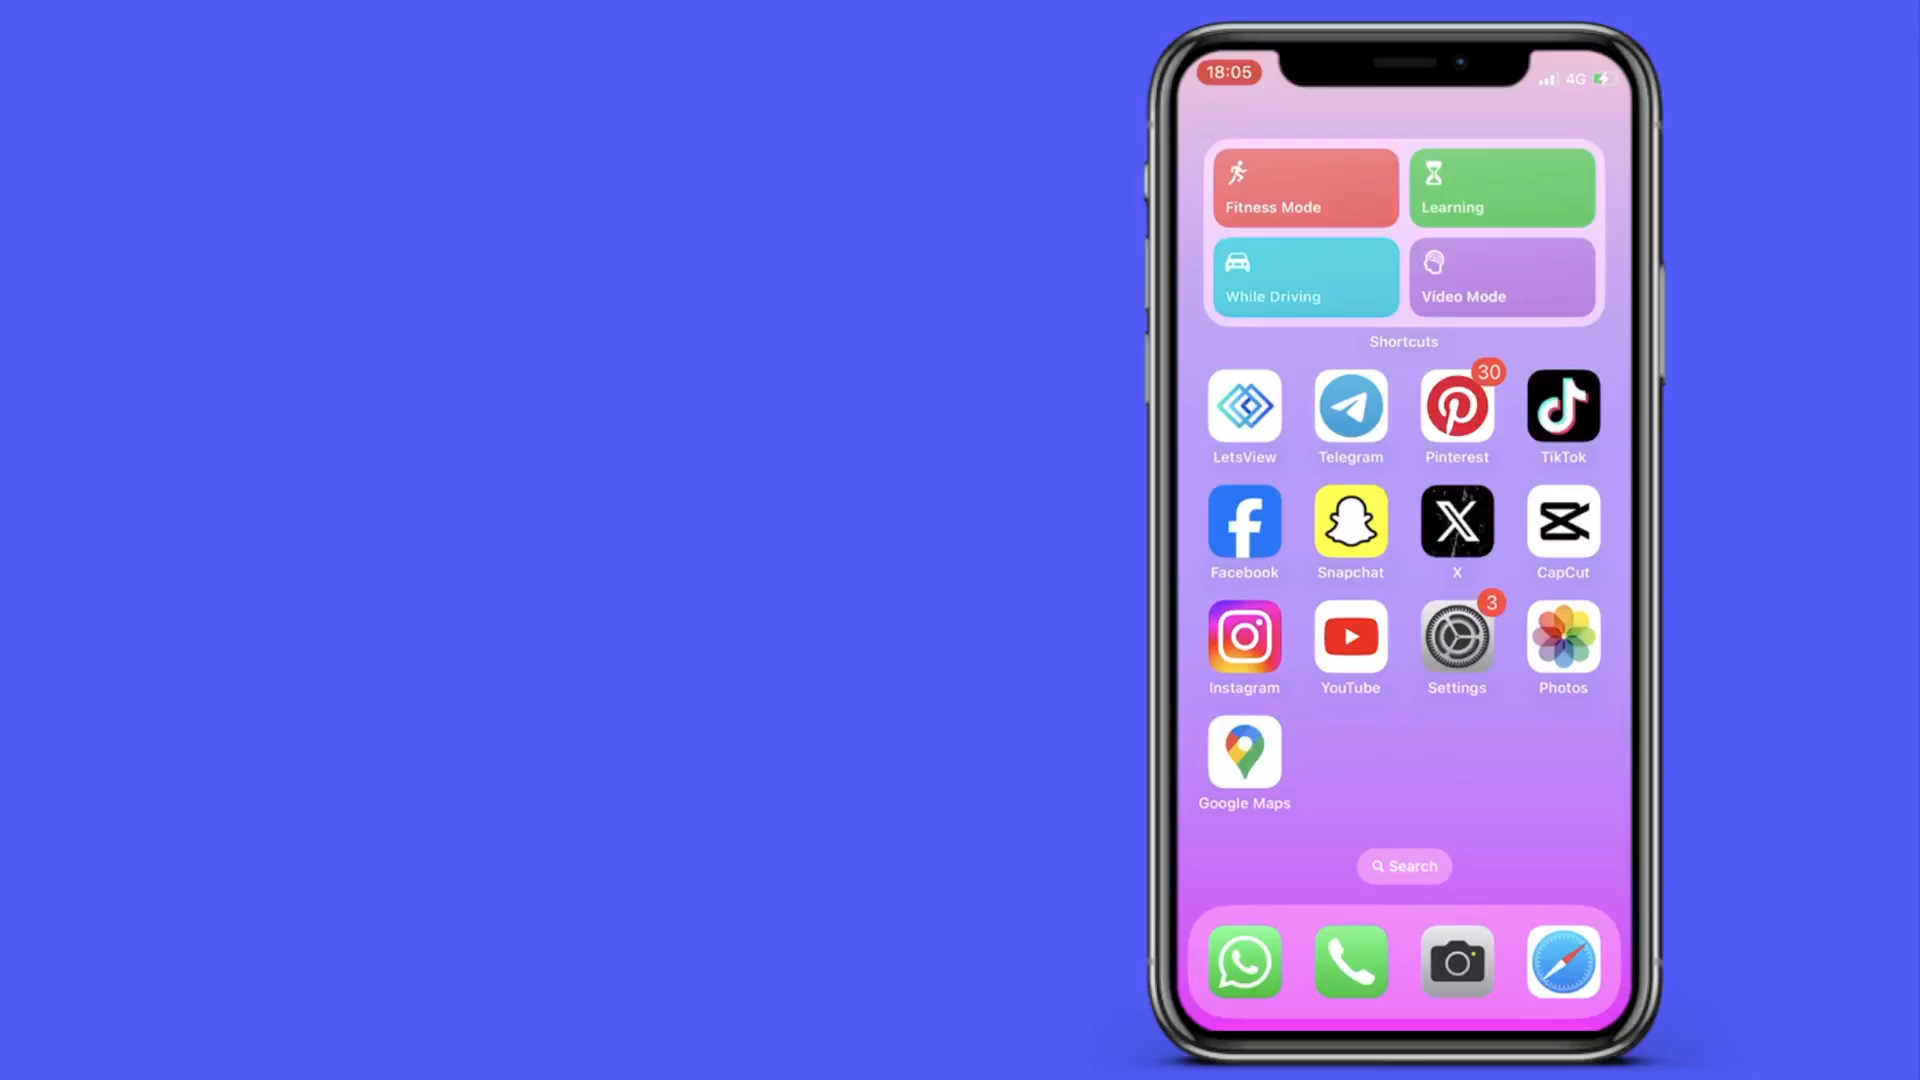 18:05
4G
Fitness Mode
Learning
While Driving
Vídeo Mode
Shortcuts
30
LetsView
Telegram
Pinterest
TikTok
Facebook
Snapchat
X
CapCut
3
Instagram
YouTube
Settings
Photos
Google Maps
Search